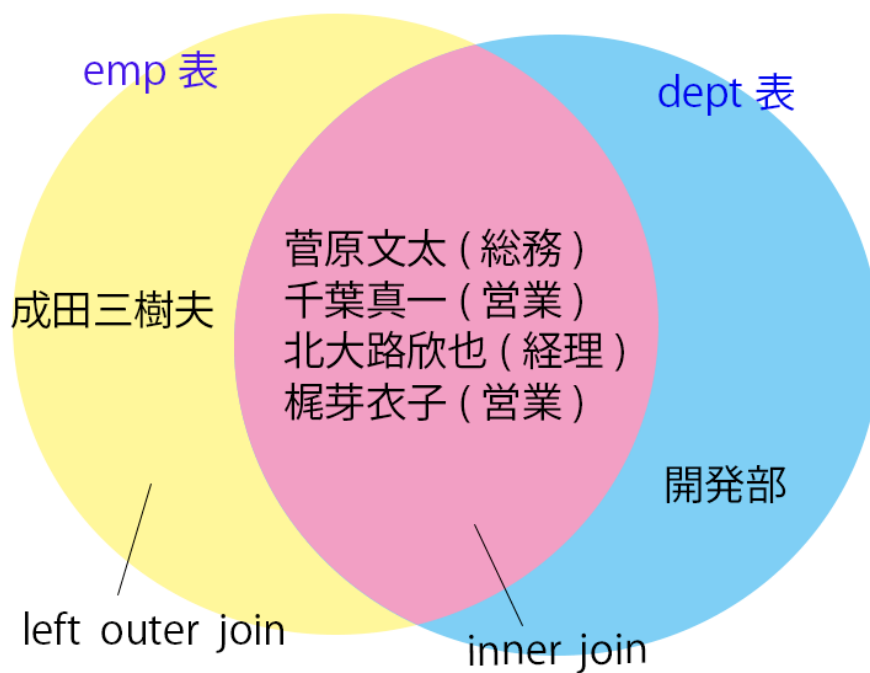 emp 表
dept 表
菅原文太 ( 総務 )
千葉真一 ( 営業 )
成田三樹夫
北大路欣也 ( 経理 )
梶芽衣子 ( 営業 )
開発部
left outer join
inner join